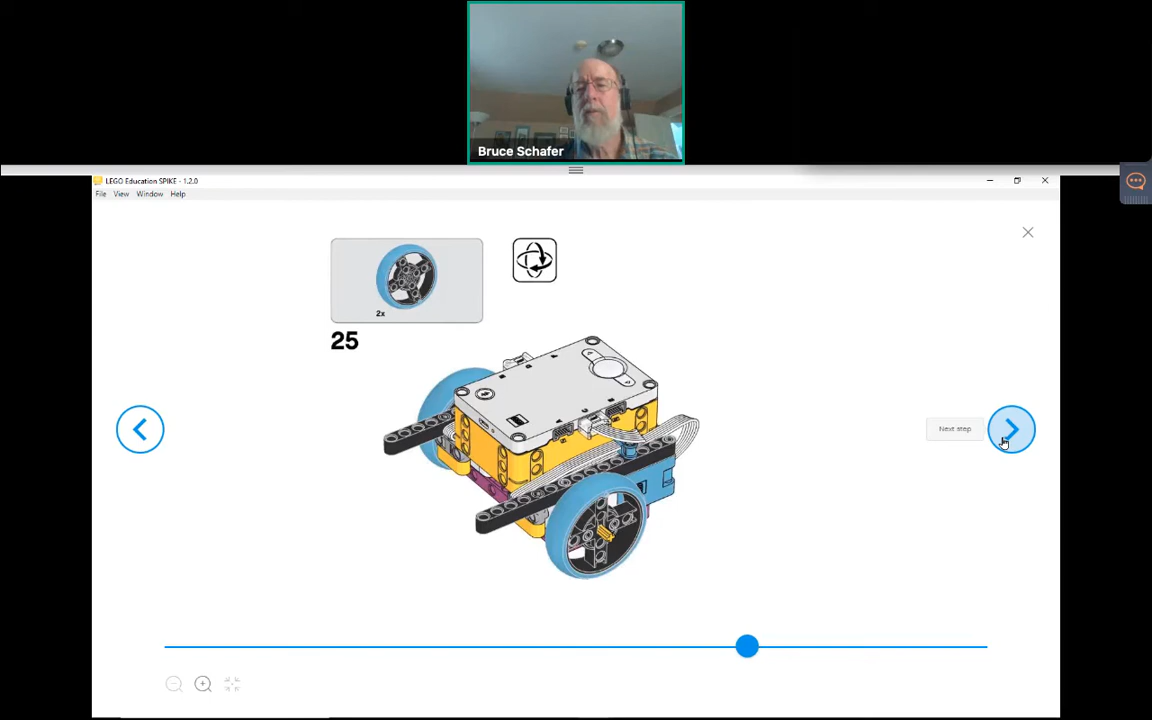 Bruce Schafer
LEGO Education SPIKE - 1.2.0
File View Window Help
2x
25
Next step